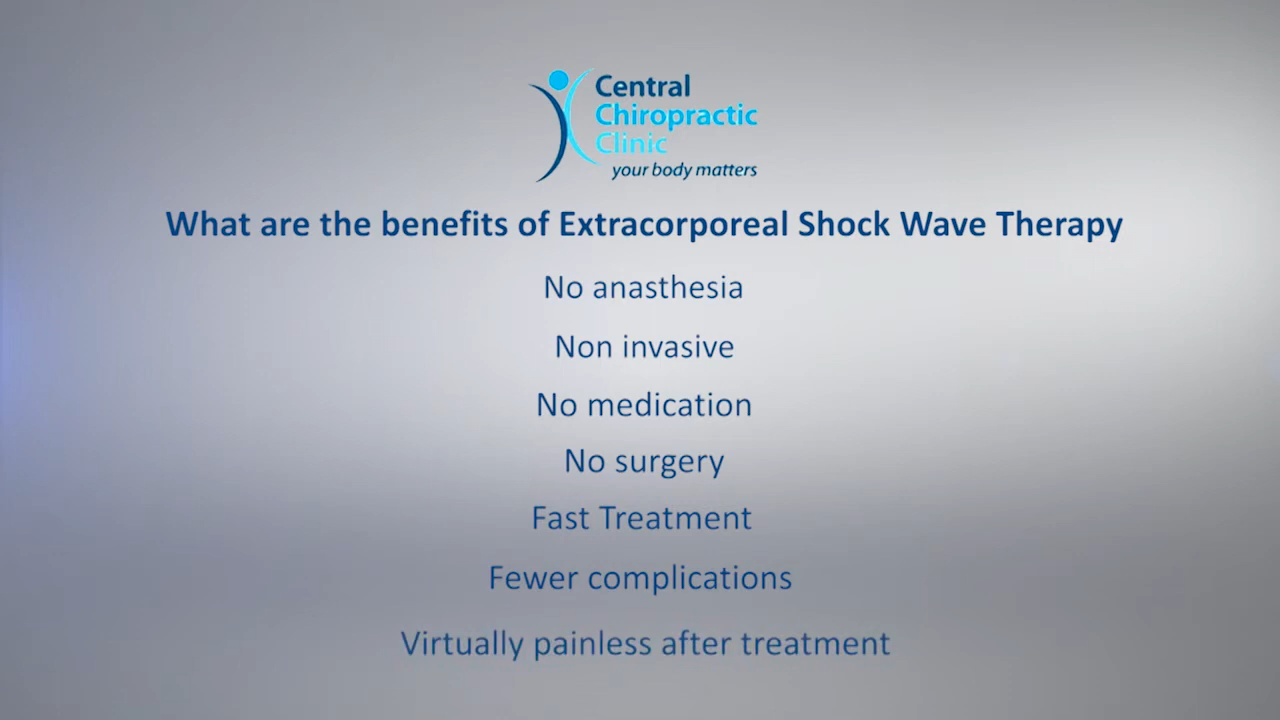 Central
Chiropractic
Clinic
your body matters
What are the benefits of Extracorporeal Shock Wave Therapy
No anasthesia
Non invasive
No medication
No surgery
Fast Treatment
Fewer complications
Virtually painless after treatment